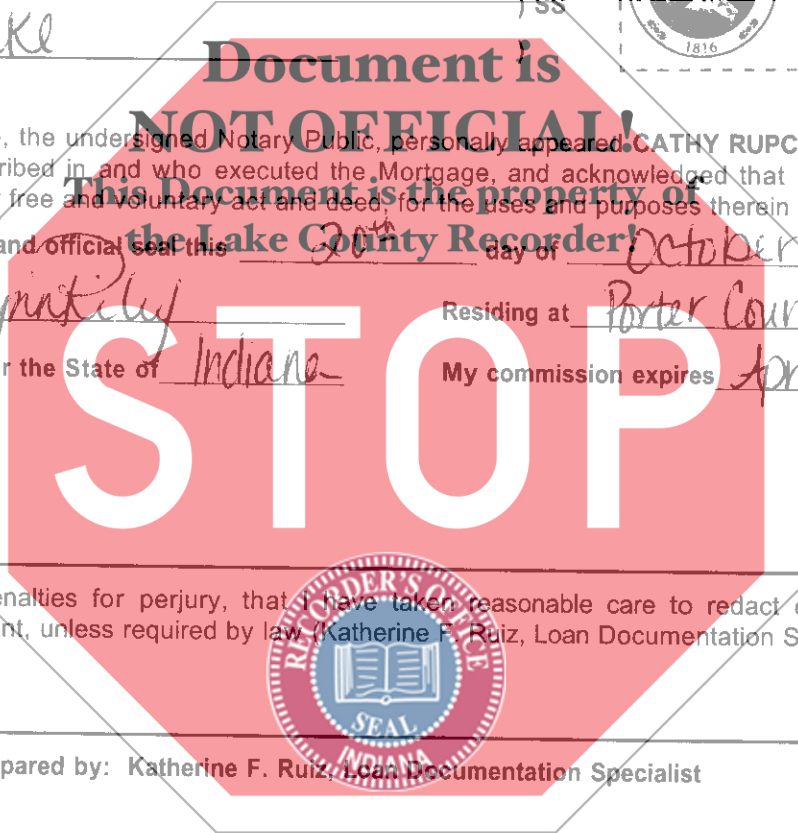 ) SS
ke
1816
)
Document is
NOT OFFICIAL!
This Document is the property of
the Lake County Recorder!
, the undersigned Notary Public, personally appeared CATHY RUPC
ribed in and who executed the Mortgage, and acknowledged that
free and voluntary act and deed, for the uses and purposes therein
and official seal this 20th day of October
Residing at Porter Coun
r the State of Indiana My commission expires Apr
STOP
enalties for perjury, that I have taken reasonable care to redact
nt, unless required by law (Katherine F. Ruiz, Loan Documentation S
RECORDER'S OFFICE
SEAL
INDIANA
pared by: Katherine F. Ruiz, Loan Documentation Specialist